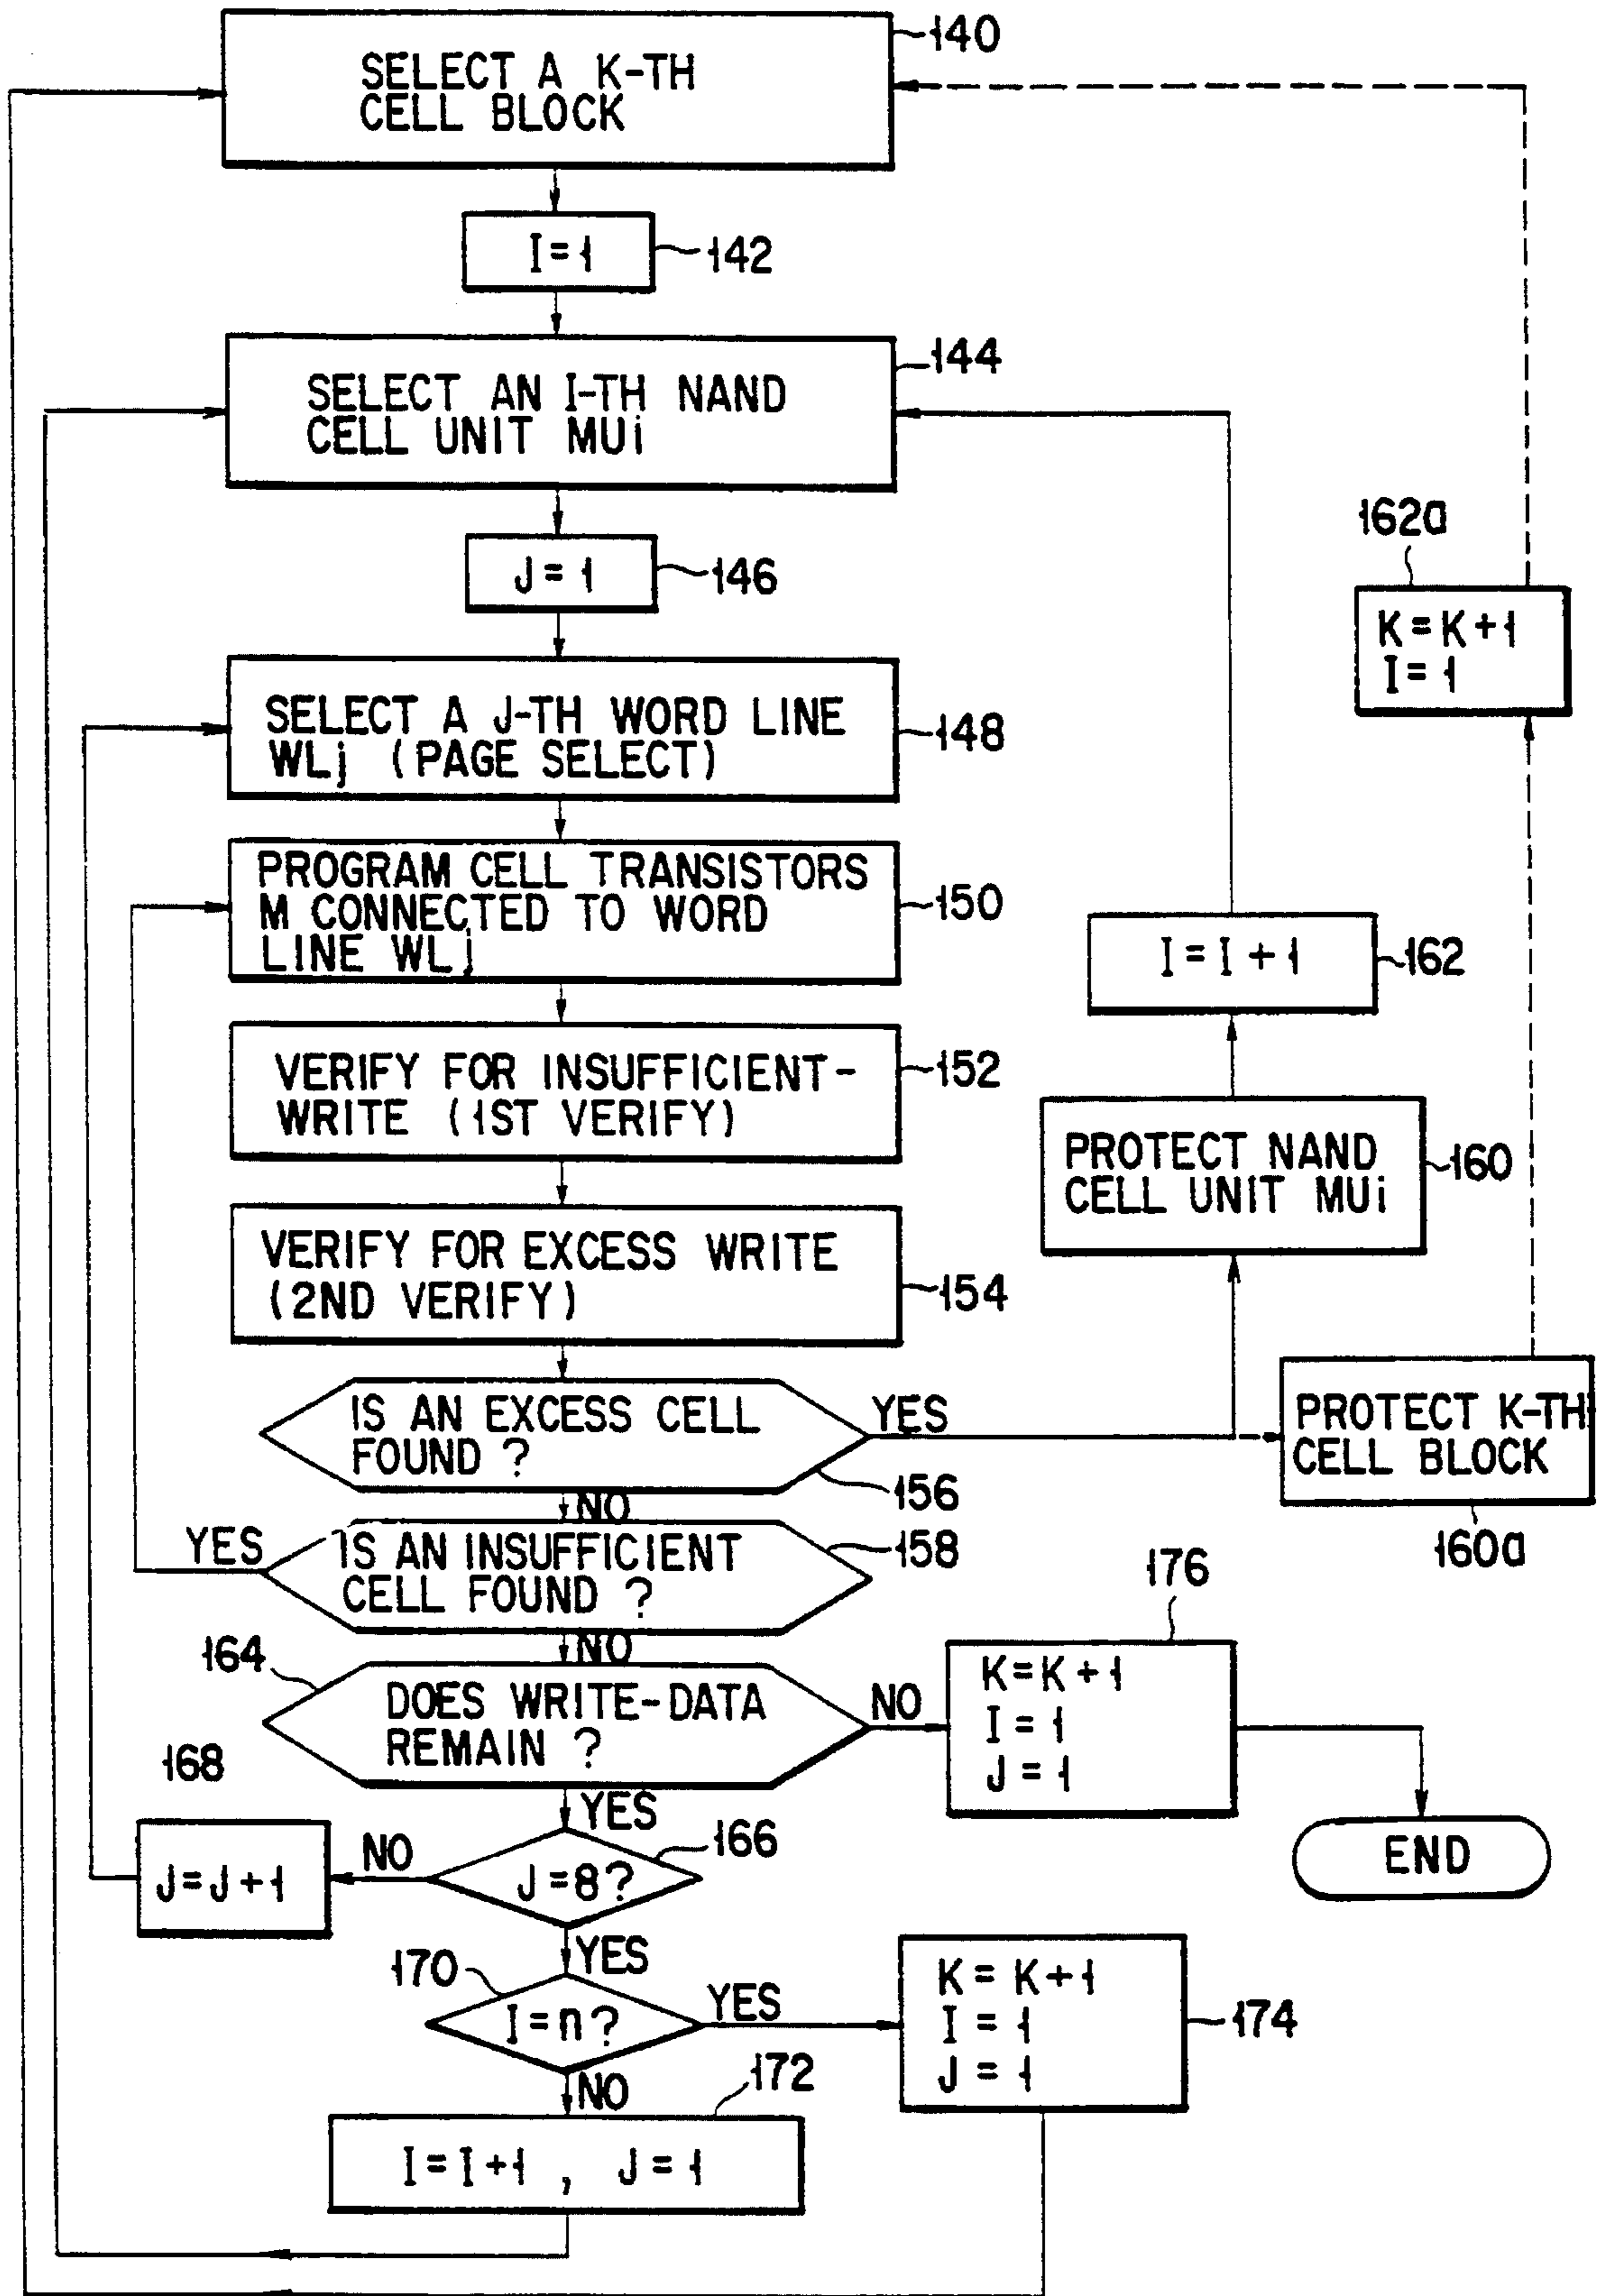 140
SELECT A K-TH
CELL BLOCK
I=1
142
144
SELECT AN I-TH NAND
CELL UNIT MUi
162a
J=1
146
K=K+1
I=1
SELECT A J-TH WORD LINE
WLj (PAGE SELECT)
148
PROGRAM CELL TRANSISTORS
M CONNECTED TO WORD
LINE WLj
150
I=I+1
162
VERIFY FOR INSUFFICIENT-
WRITE (1ST VERIFY)
152
PROTECT NAND
CELL UNIT MUi
160
VERIFY FOR EXCESS WRITE
(2ND VERIFY)
154
IS AN EXCESS CELL
FOUND ?
YES
156
PROTECT K-TH
CELL BLOCK
160a
NO
YES
IS AN INSUFFICIENT
CELL FOUND ?
158
176
NO
164
DOES WRITE-DATA
REMAIN ?
NO
K=K+1
I=1
J=1
168
YES
166
J=J+1
NO
J=8?
END
YES
170
I=n?
YES
K=K+1
I=1
J=1
174
NO
172
I=I+1 , J=1